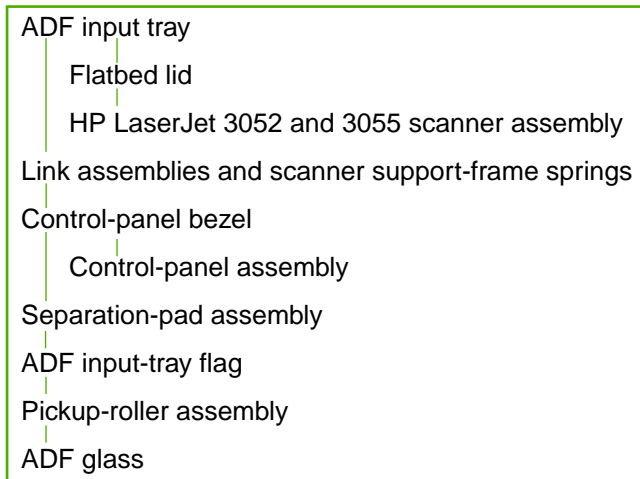 ADF input tray
Flatbed lid
HP LaserJet 3052 and 3055 scanner assembly
Link assemblies and scanner support-frame springs
Control-panel bezel
Control-panel assembly
Separation-pad assembly
ADF input-tray flag
Pickup-roller assembly
ADF glass